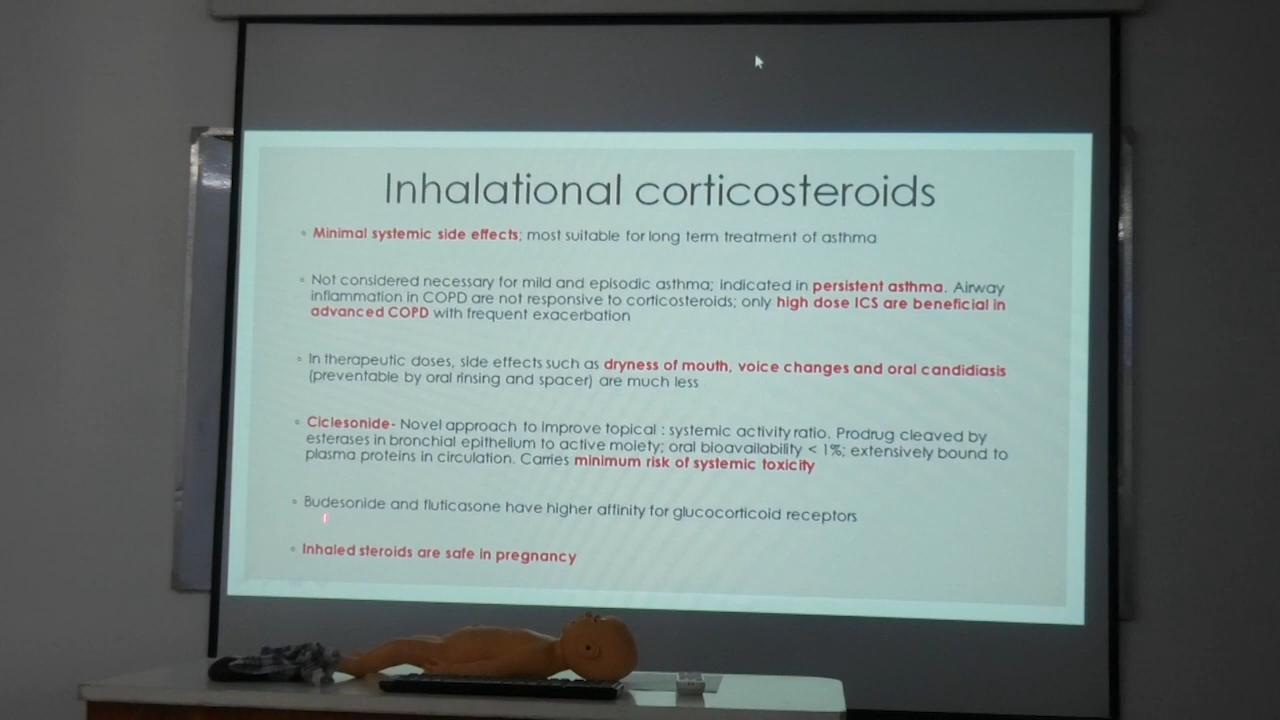 Inhalational corticosteroids
Minimal systemic side effects; most suitable for long term treatment of asthma
Not considered necessary for mild and episodic asthma; indicated in persistent asthma. Airway
inflammation in COPD are not responsive to corticosteroids; only high dose ICS are beneficial in
advanced COPD with frequent exacerbation
In therapeutic doses, side effects such as dryness of mouth, voice changes and oral candidiasis
(preventable by oral rinsing and spacer) are much less
Ciclesonide- Novel approach to improve topical : systemic activity ratio. Prodrug cleaved by
esterases in bronchial epithelium to active moiety; oral bioavailability < 1%; extensively bound to
plasma proteins in circulation. Carries minimum risk of systemic toxicity
Budesonide and fluticasone have higher affinity for glucocorticoid receptors
Inhaled steroids are safe in pregnancy